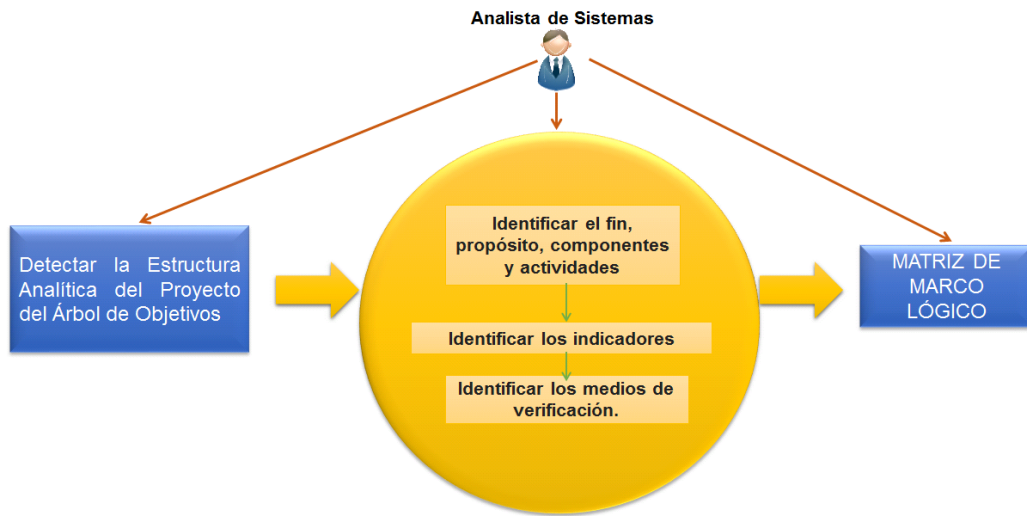 Analista de Sistemas
Identificar el fin,
propósito, componentes
y actividades
Detectar la Estructura
Analítica del Proyecto
del Árbol de Objetivos
MATRIZ DE
MARCO
LÓGICO
Identificar los indicadores
Identificar los medios de
verificación.